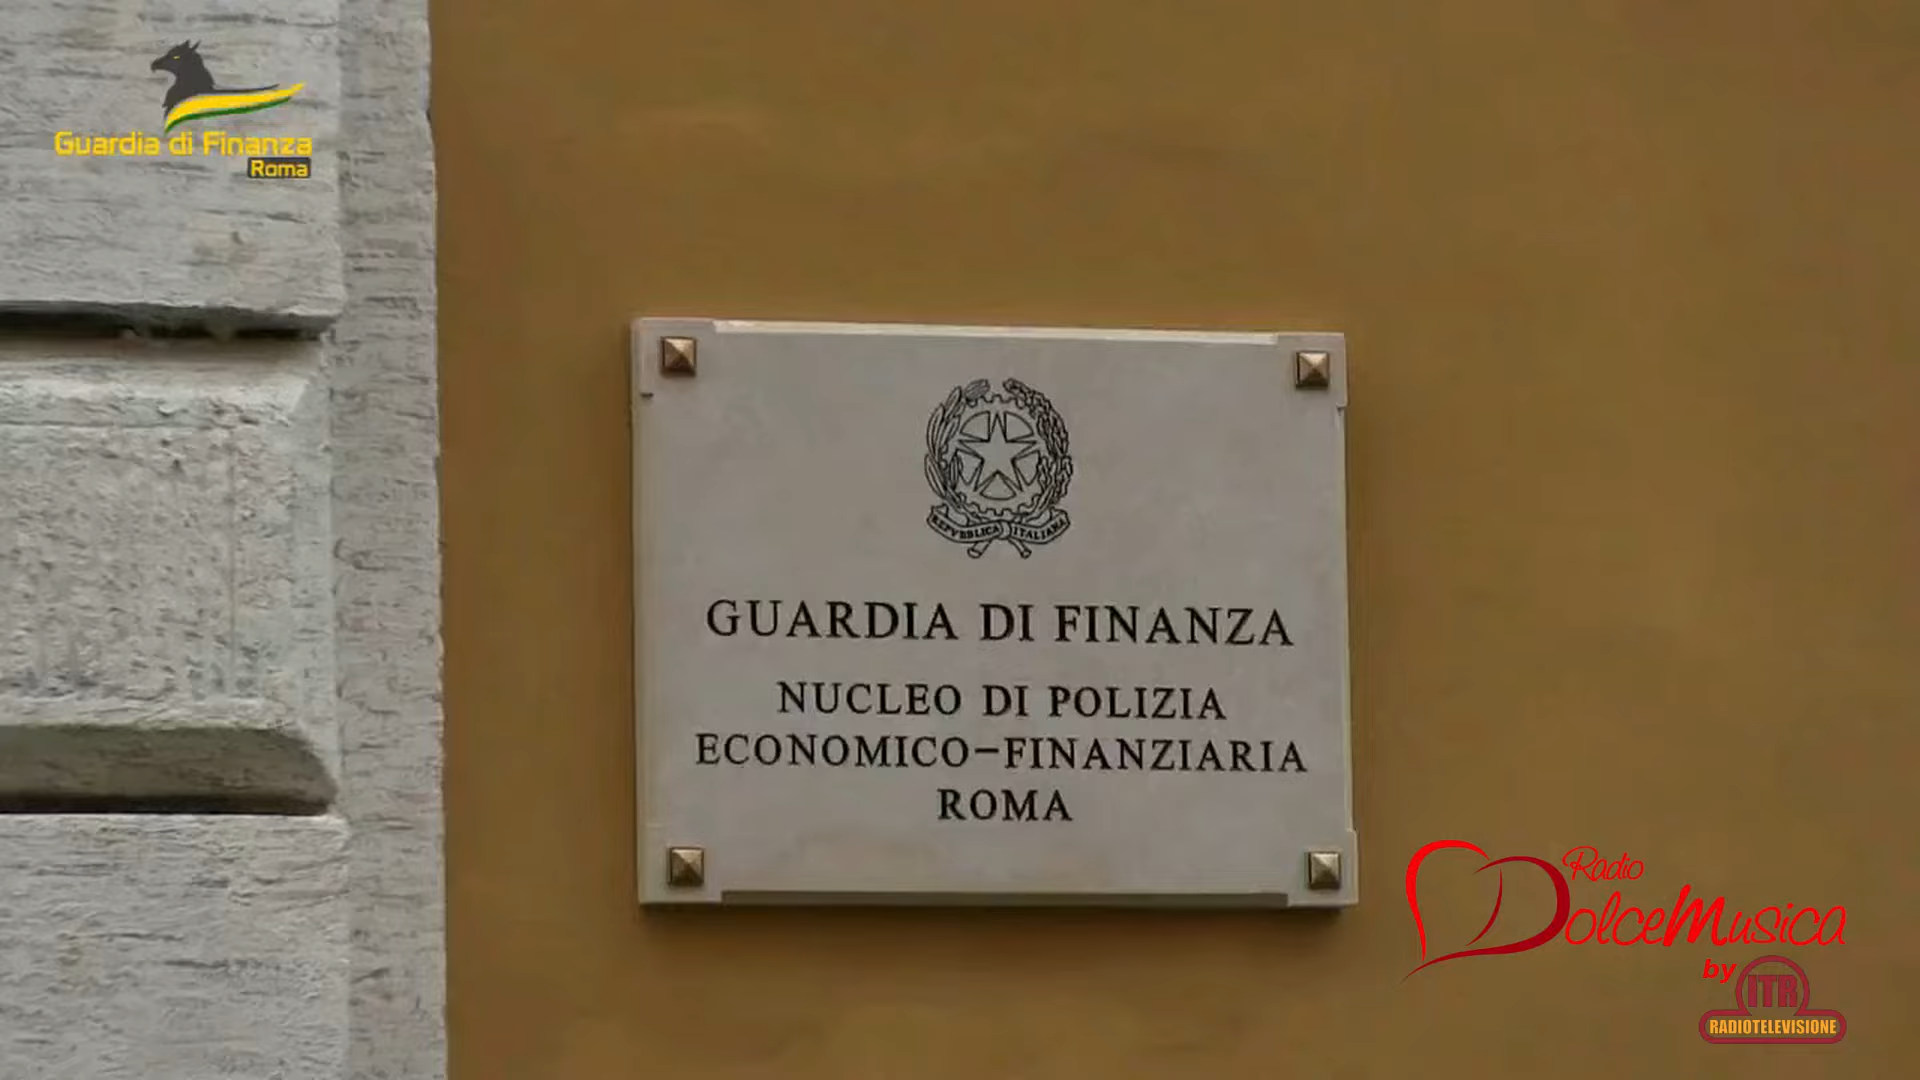 Guardia di Finanza
Roma
REPVBBLICA ITALIANA
GUARDIA DI FINANZA
NUCLEO DI POLIZIA
ECONOMICO-FINANZIARIA
ROMA
Radio
DolceMusica
by ITR
RADIOTELEVISIONE